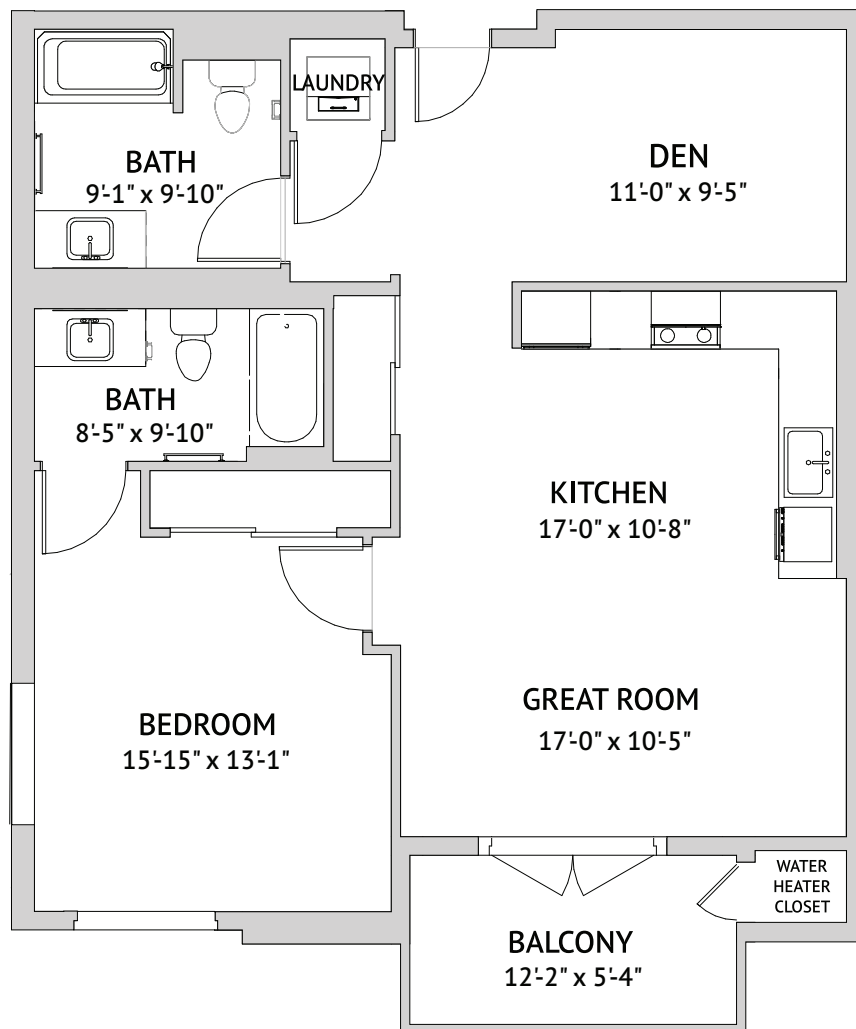 LAUNDRY
BATH
9'-1" x 9'-10"
DEN
11'-0" x 9'-5"
BATH
8'-5" x 9'-10"
KITCHEN
17'-0" x 10'-8"
GREAT ROOM
17'-0" x 10'-5"
BEDROOM
15'-15" x 13'-1"
WATER
HEATER
CLOSET
BALCONY
12'-2" x 5'-4"